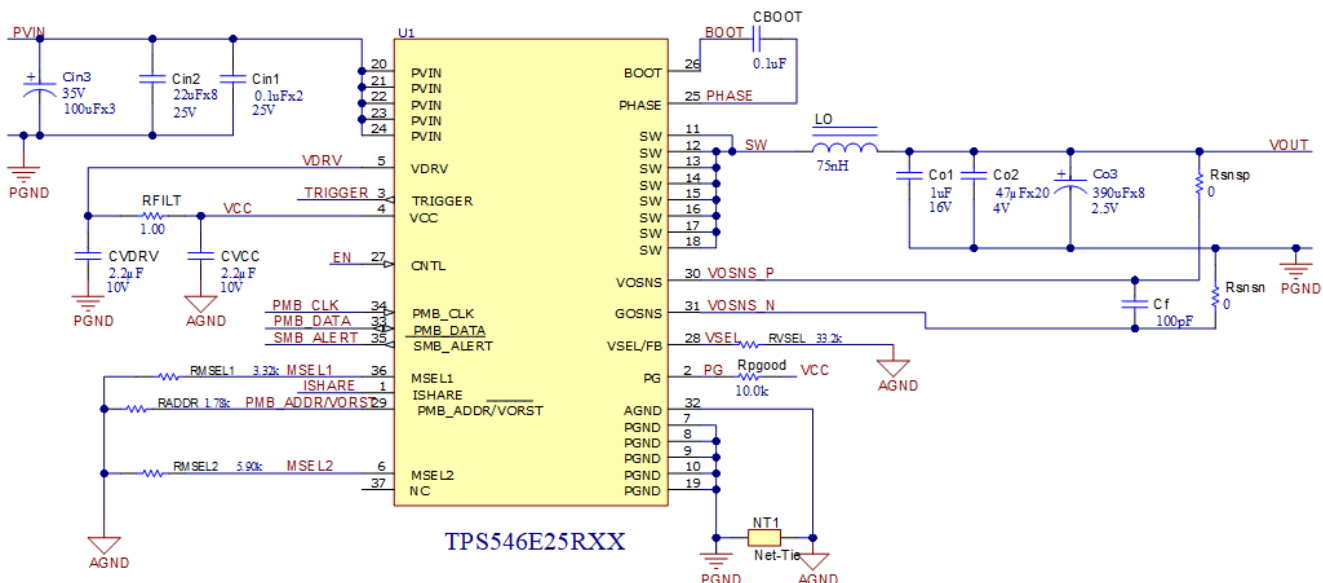 PVIN
Cin3
35V
100uFx3
Cin2
22uFx8
25V
Cin1
0.1uFx2
25V
PGND
VDRV
TRIGGER
RFILT
1.00
VCC
CVDRV
2.2µF
10V
PGND
CVCC
2.2µF
10V
AGND
EN
PMB_CLK
PMB_DATA
SMB_ALERT
RMSEL1 3.32k MSEL1
ISHARE
RADDR 1.78k PMB_ADDR/VORST
RMSEL2 5.90k MSEL2
AGND
U1
20 PVIN
21 PVIN
22 PVIN
23 PVIN
24 PVIN
5 VDRV
3 TRIGGER
4 VCC
27 CNTL
34 PMB_CLK
33 PMB_DATA
35 SMB_ALERT
36 MSEL1
1 ISHARE
29 PMB_ADDR/VORST
6 MSEL2
37 NC
BOOT 26
PHASE 25
SW 11
SW 12
SW 13
SW 14
SW 15
SW 16
SW 17
SW 18
VOSNS 30
GOSNS 31
VSEL/FB 28
PG 2
AGND 32
PGND 7
PGND 8
PGND 9
PGND 10
PGND 19
TPS546E25RXX
BOOT
CBOOT
0.1uF
PHASE
SW
LO
75nH
Co1
1uF
16V
Co2
47µFx20
4V
Co3
390uFx8
2.5V
VOUT
Rsnsp
0
PGND
VOSNS_P
VOSNS_N
Cf
100pF
Rsnsn
0
VSEL RVSEL 33.2k
AGND
PG Rpgood VCC
10.0k
NT1
Net-Tie
PGND
AGND